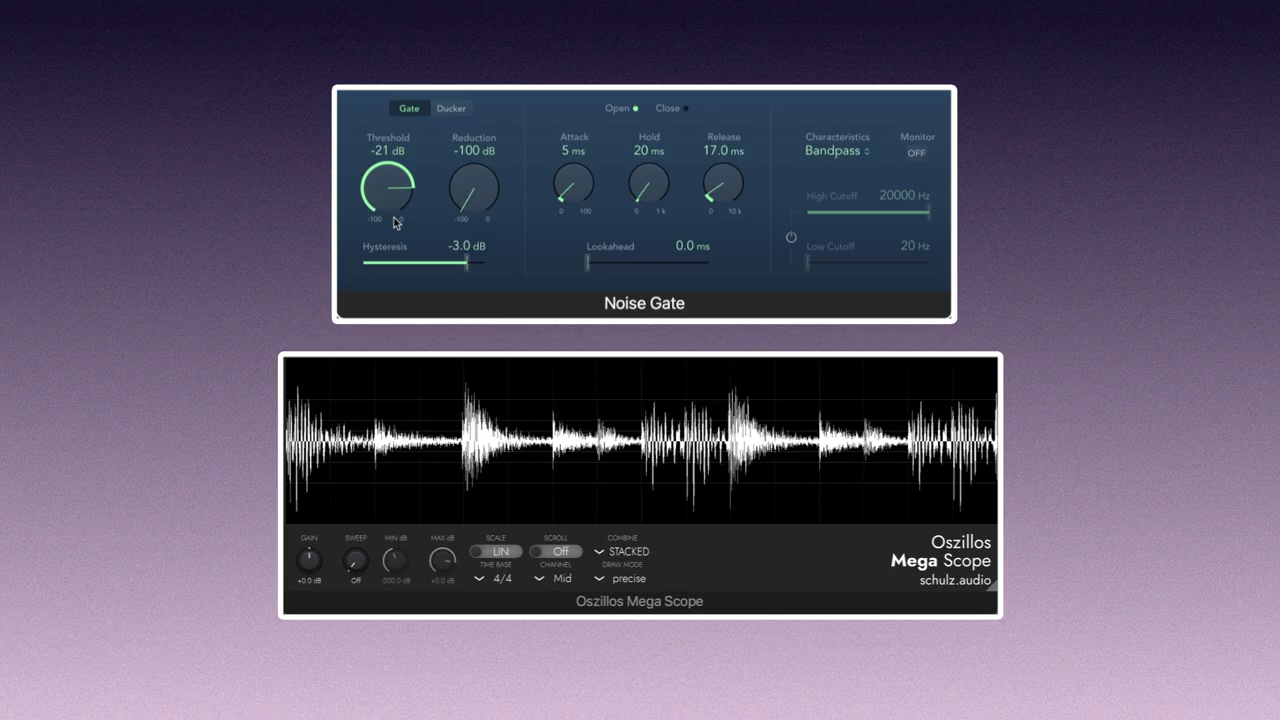 Gate Ducker
Open Close
Threshold Reduction Attack Hold Release Characteristics Monitor
-21 dB -100 dB 5 ms 20 ms 17.0 ms Bandpass OFF
High Cutoff 20000 Hz
-100 0 -100 0 0 100 0 1 k 0 10 k
Hysteresis -3.0 dB Lookahead 0.0 ms Low Cutoff 20 Hz
Noise Gate
GAIN SWEEP MIN dB MAX dB SCALE SCROLL COMBINE
LIN Off STACKED
TIME BASE CHANNEL DRAW MODE
+0.0 dB Off -200.0 dB +0.0 dB 4/4 Mid precise
Oszillos
Mega Scope
schulz.audio
Oszillos Mega Scope